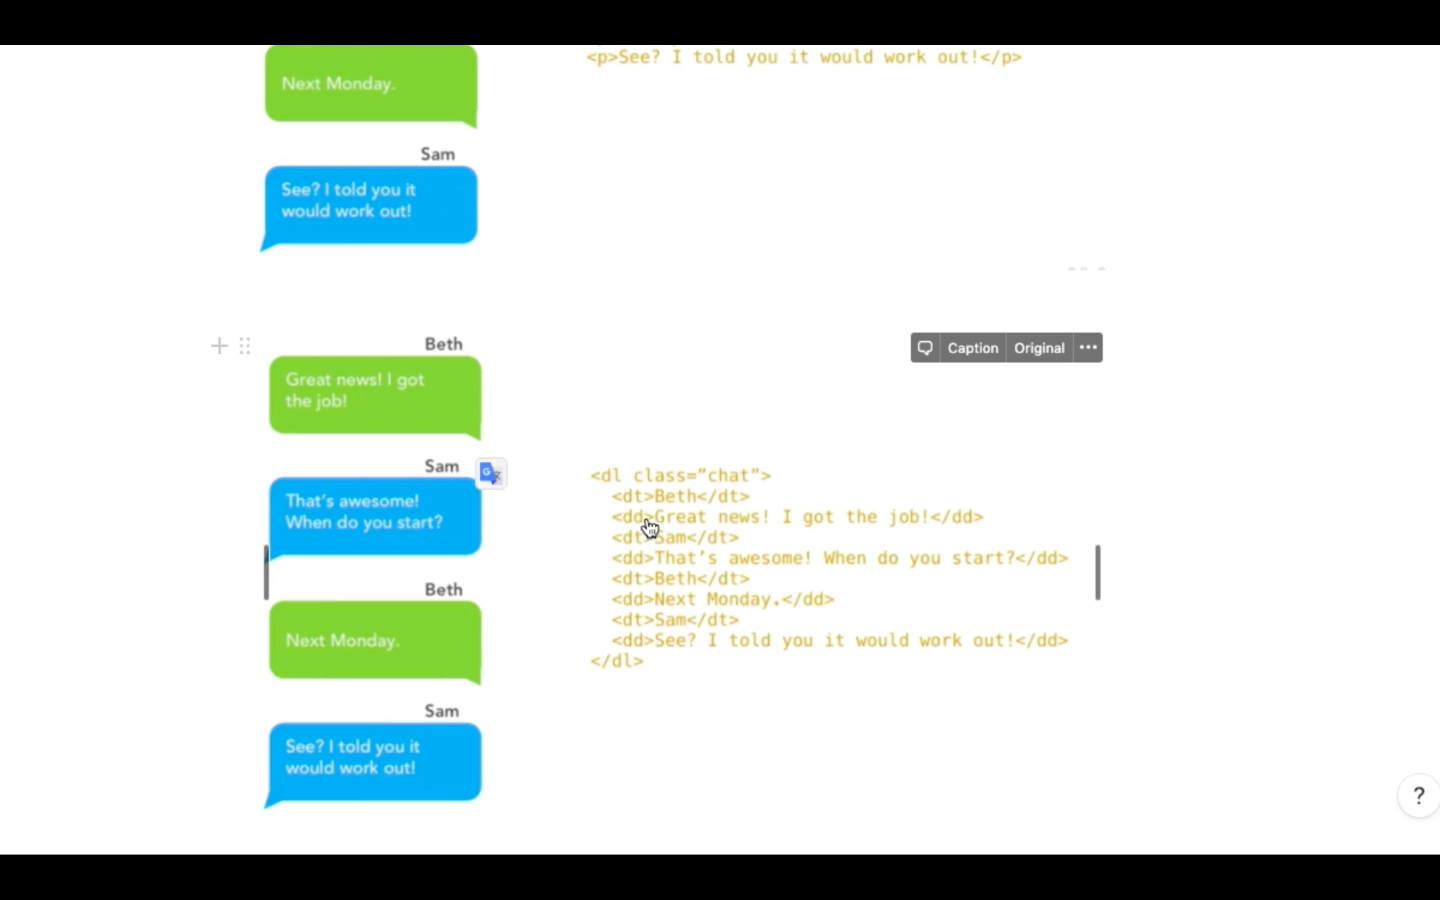 <p>See? I told you it would work out!</p>
Next Monday.
Sam
See? I told you it
would work out!
Beth
Caption Original
Great news! I got
the job!
Sam
That's awesome!
When do you start?
Beth
Next Monday.
Sam
See? I told you it
would work out!
<dl class=”chat”>
<dt>Beth</dt>
<dd>Great news! I got the job!</dd>
<dt>Sam</dt>
<dd>That’s awesome! When do you start?</dd>
<dt>Beth</dt>
<dd>Next Monday.</dd>
<dt>Sam</dt>
<dd>See? I told you it would work out!</dd>
</dl>
?